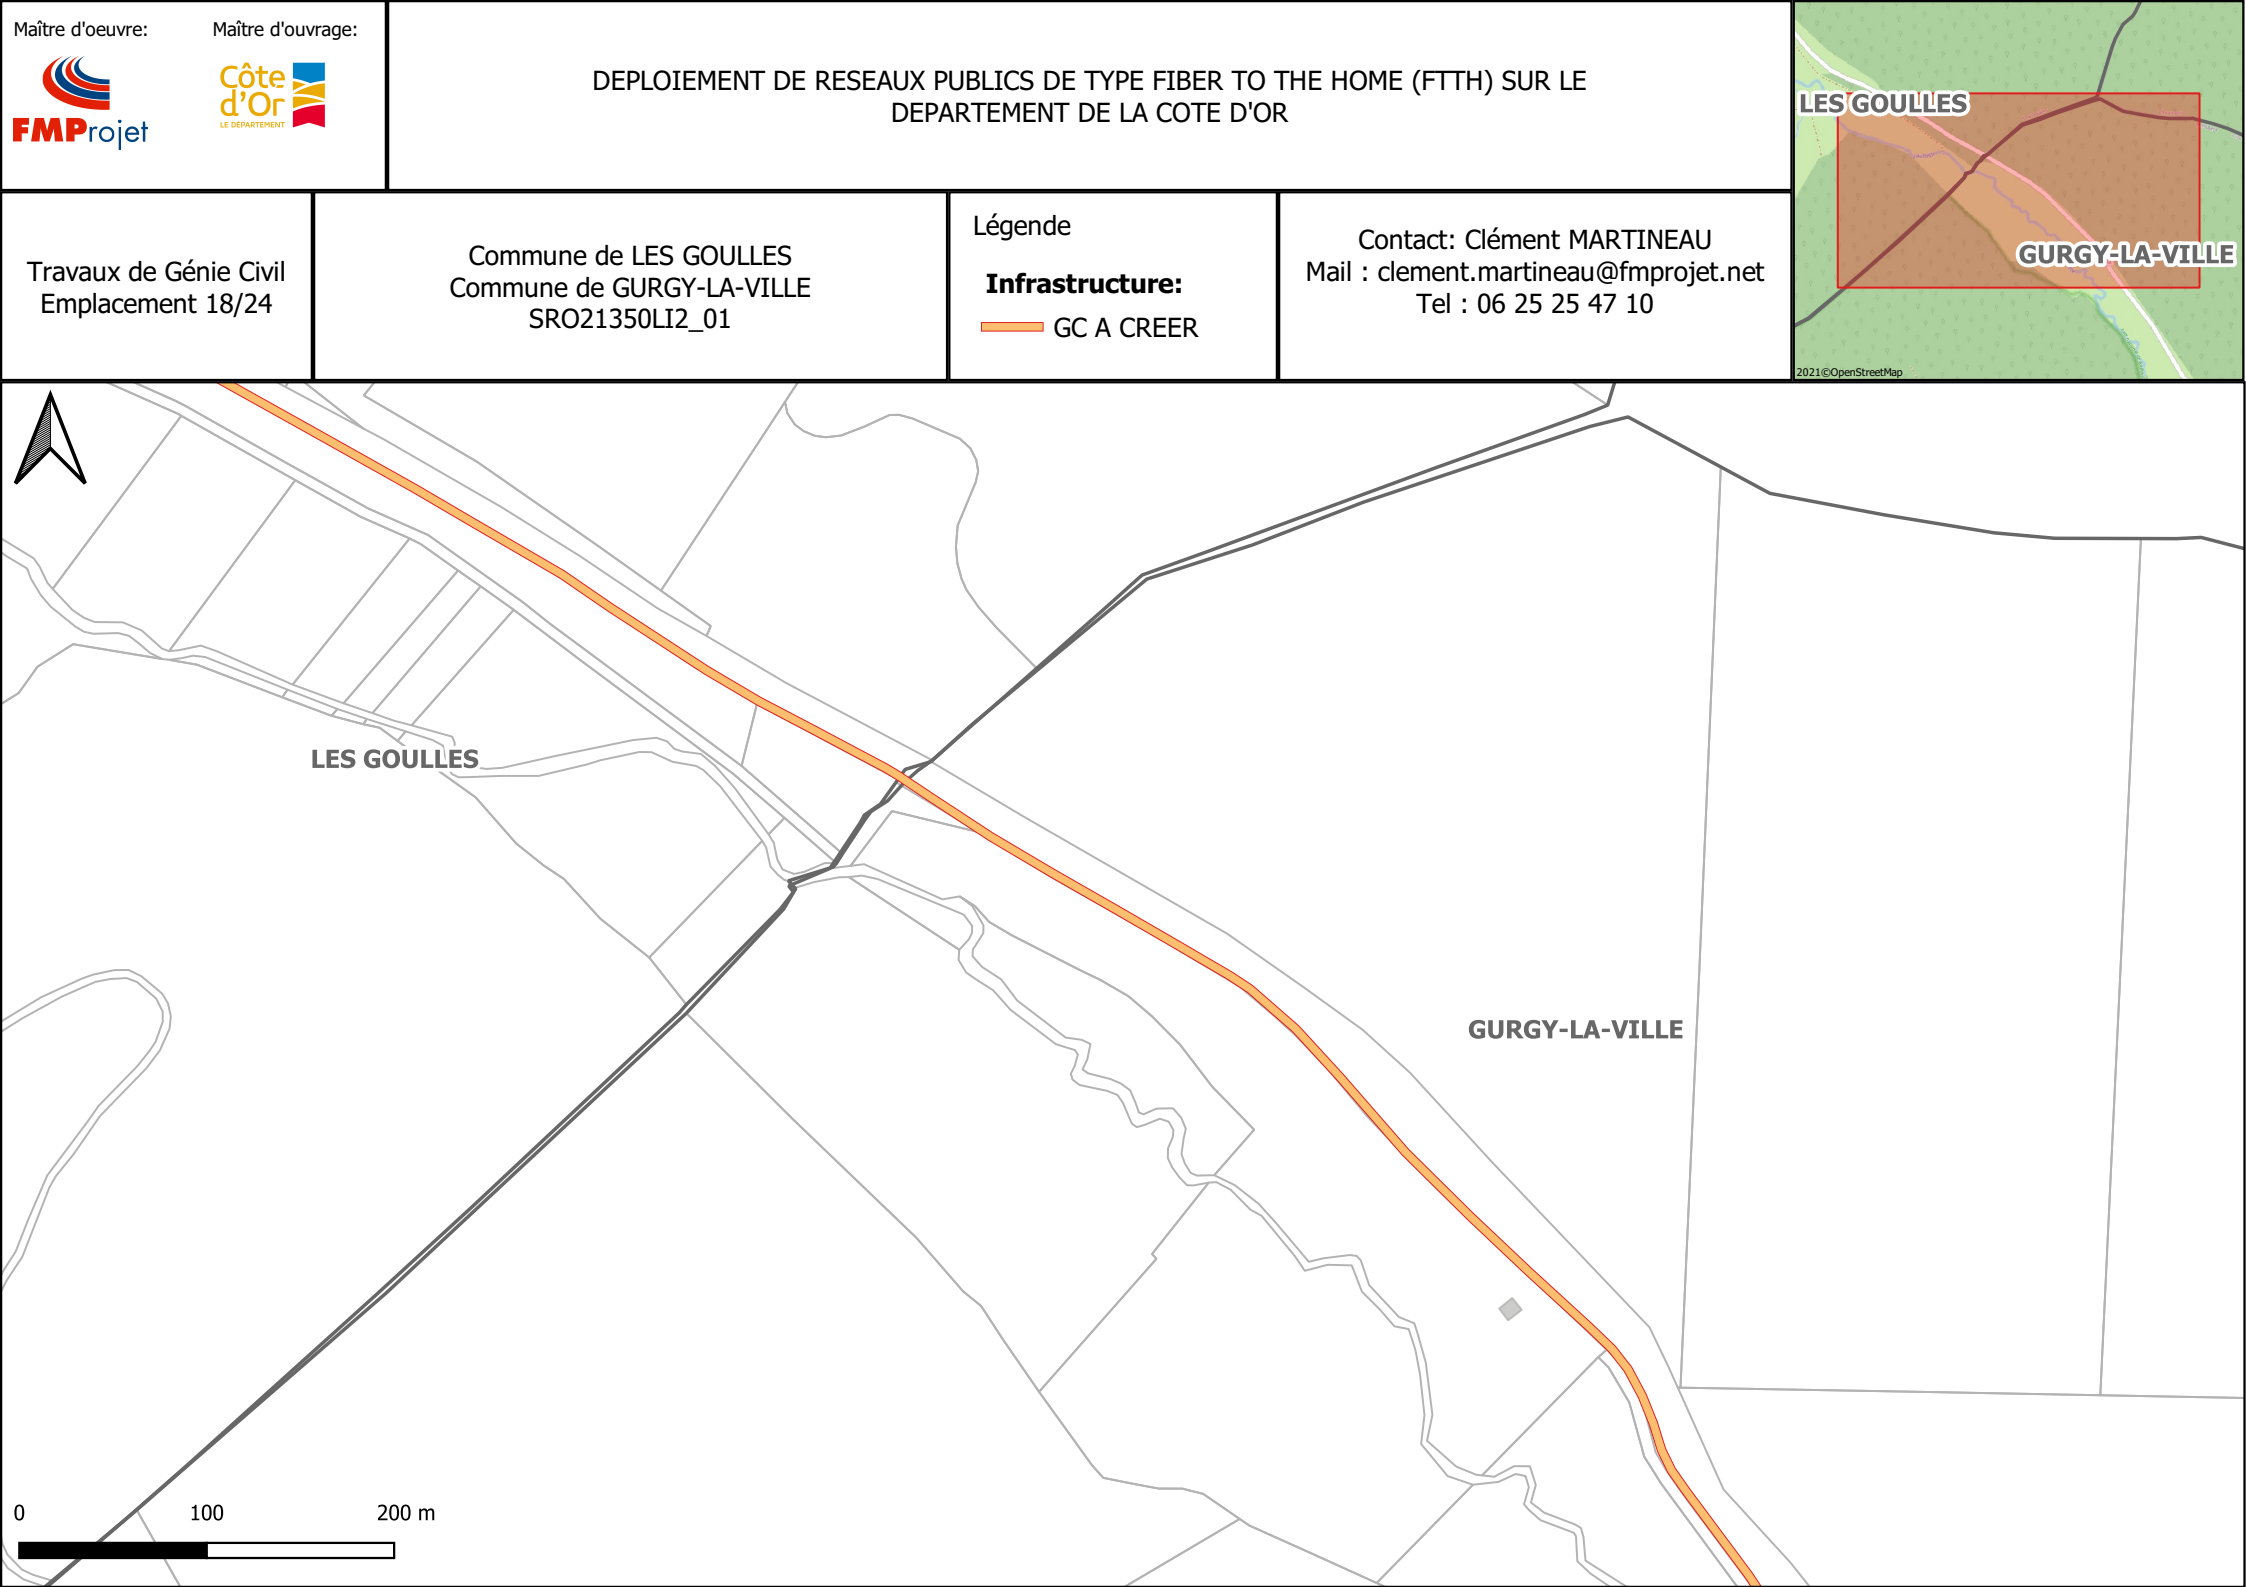 Maître d'oeuvre:
Maître d'ouvrage:
FMProjet
Côte
d'Or
LE DÉPARTEMENT
DEPLOIEMENT DE RESEAUX PUBLICS DE TYPE FIBER TO THE HOME (FTTH) SUR LE
DEPARTEMENT DE LA COTE D'OR
LES GOULLES
GURGY-LA-VILLE
2021©OpenStreetMap
Travaux de Génie Civil
Emplacement 18/24
Commune de LES GOULLES
Commune de GURGY-LA-VILLE
SRO21350LI2_01
Légende
Infrastructure:
GC A CREER
Contact: Clément MARTINEAU
Mail : clement.martineau@fmprojet.net
Tel : 06 25 25 47 10
LES GOULLES
GURGY-LA-VILLE
0 100 200 m